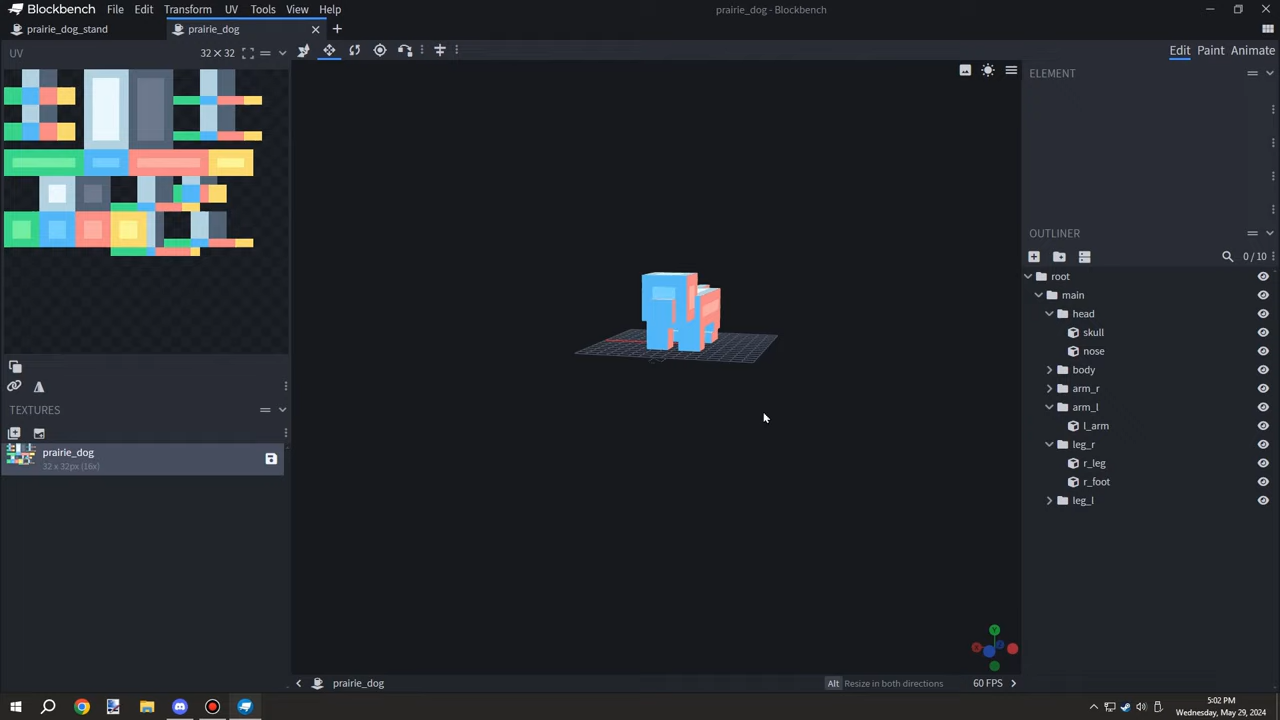 Blockbench File Edit Transform UV Tools View Help
prairie_dog - Blockbench
prairie_dog_stand
prairie_dog
UV
32 × 32
Edit Paint Animate
ELEMENT
OUTLINER
0 / 10
root
main
head
skull
nose
body
arm_r
arm_l
l_arm
leg_r
r_leg
r_foot
leg_l
TEXTURES
prairie_dog
32 x 32px (16x)
Y
X
Z
prairie_dog
Alt Resize in both directions
60 FPS
5:02 PM
Wednesday, May 29, 2024